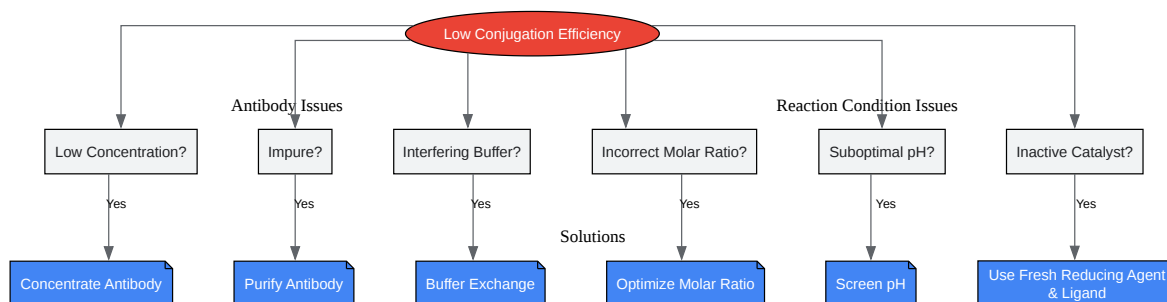 Low Conjugation Efficiency
Antibody Issues
Reaction Condition Issues
Low Concentration?
Impure?
Interfering Buffer?
Incorrect Molar Ratio?
Suboptimal pH?
Inactive Catalyst?
Yes
Yes
Yes
Yes
Yes
Yes
Solutions
Concentrate Antibody
Purify Antibody
Buffer Exchange
Optimize Molar Ratio
Screen pH
Use Fresh Reducing Agent
& Ligand